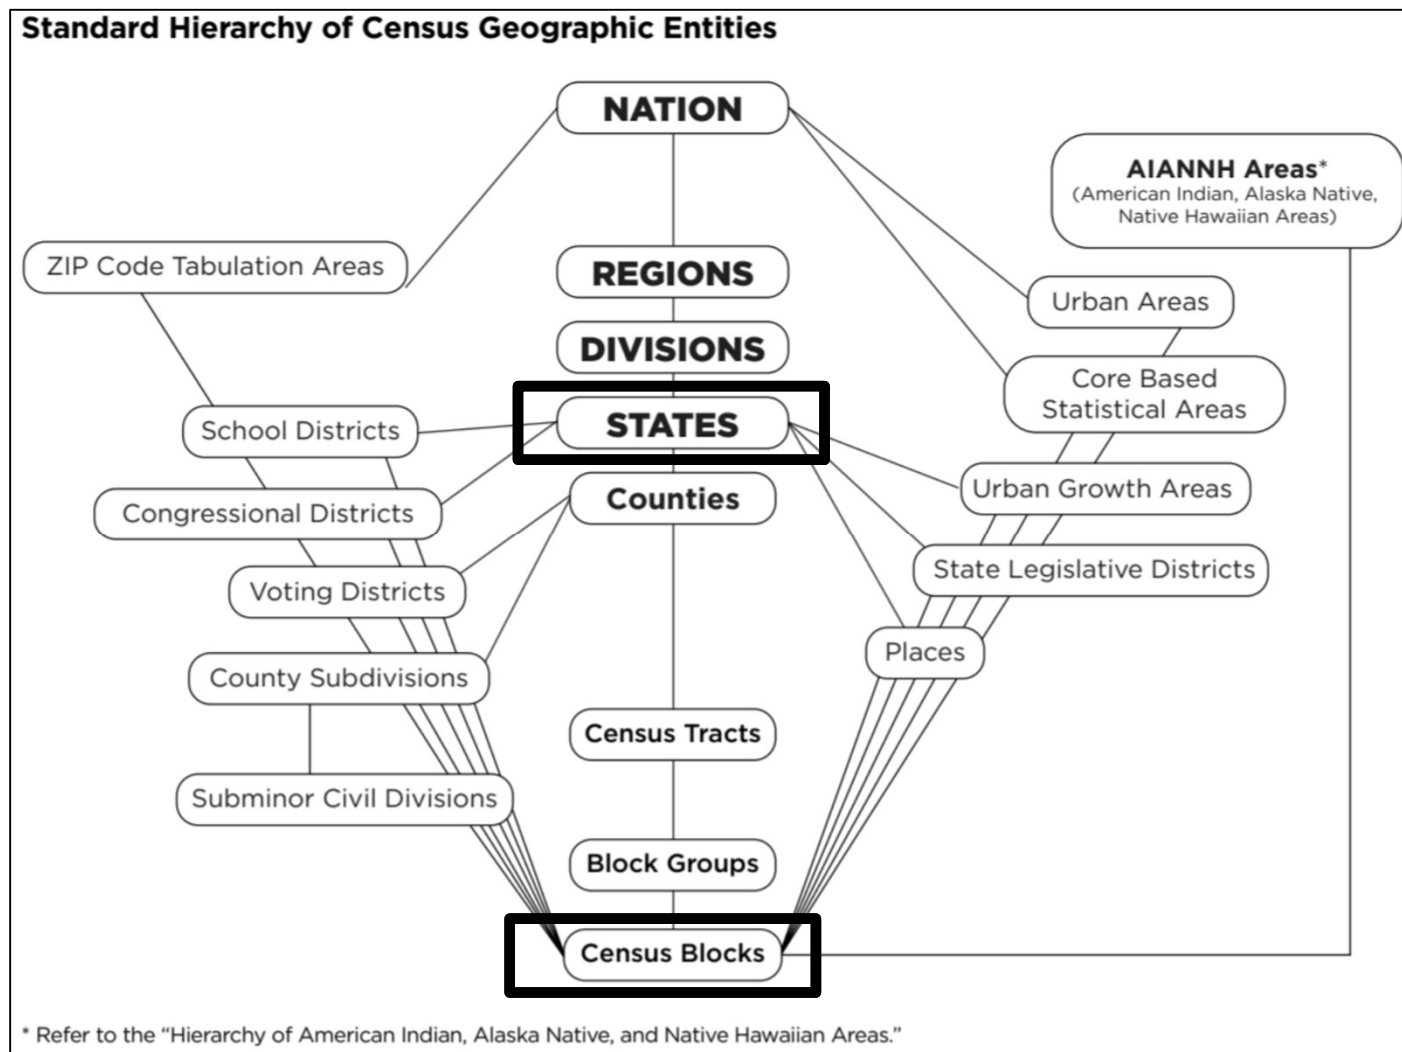 Standard Hierarchy of Census Geographic Entities
NATION
AIANNH Areas*
(American Indian, Alaska Native,
Native Hawaiian Areas)
ZIP Code Tabulation Areas
REGIONS
Urban Areas
DIVISIONS
Core Based
Statistical Areas
STATES
School Districts
Urban Growth Areas
Counties
Congressional Districts
State Legislative Districts
Voting Districts
Places
County Subdivisions
Census Tracts
Subminor Civil Divisions
Block Groups
Census Blocks
* Refer to the “Hierarchy of American Indian, Alaska Native, and Native Hawaiian Areas.”